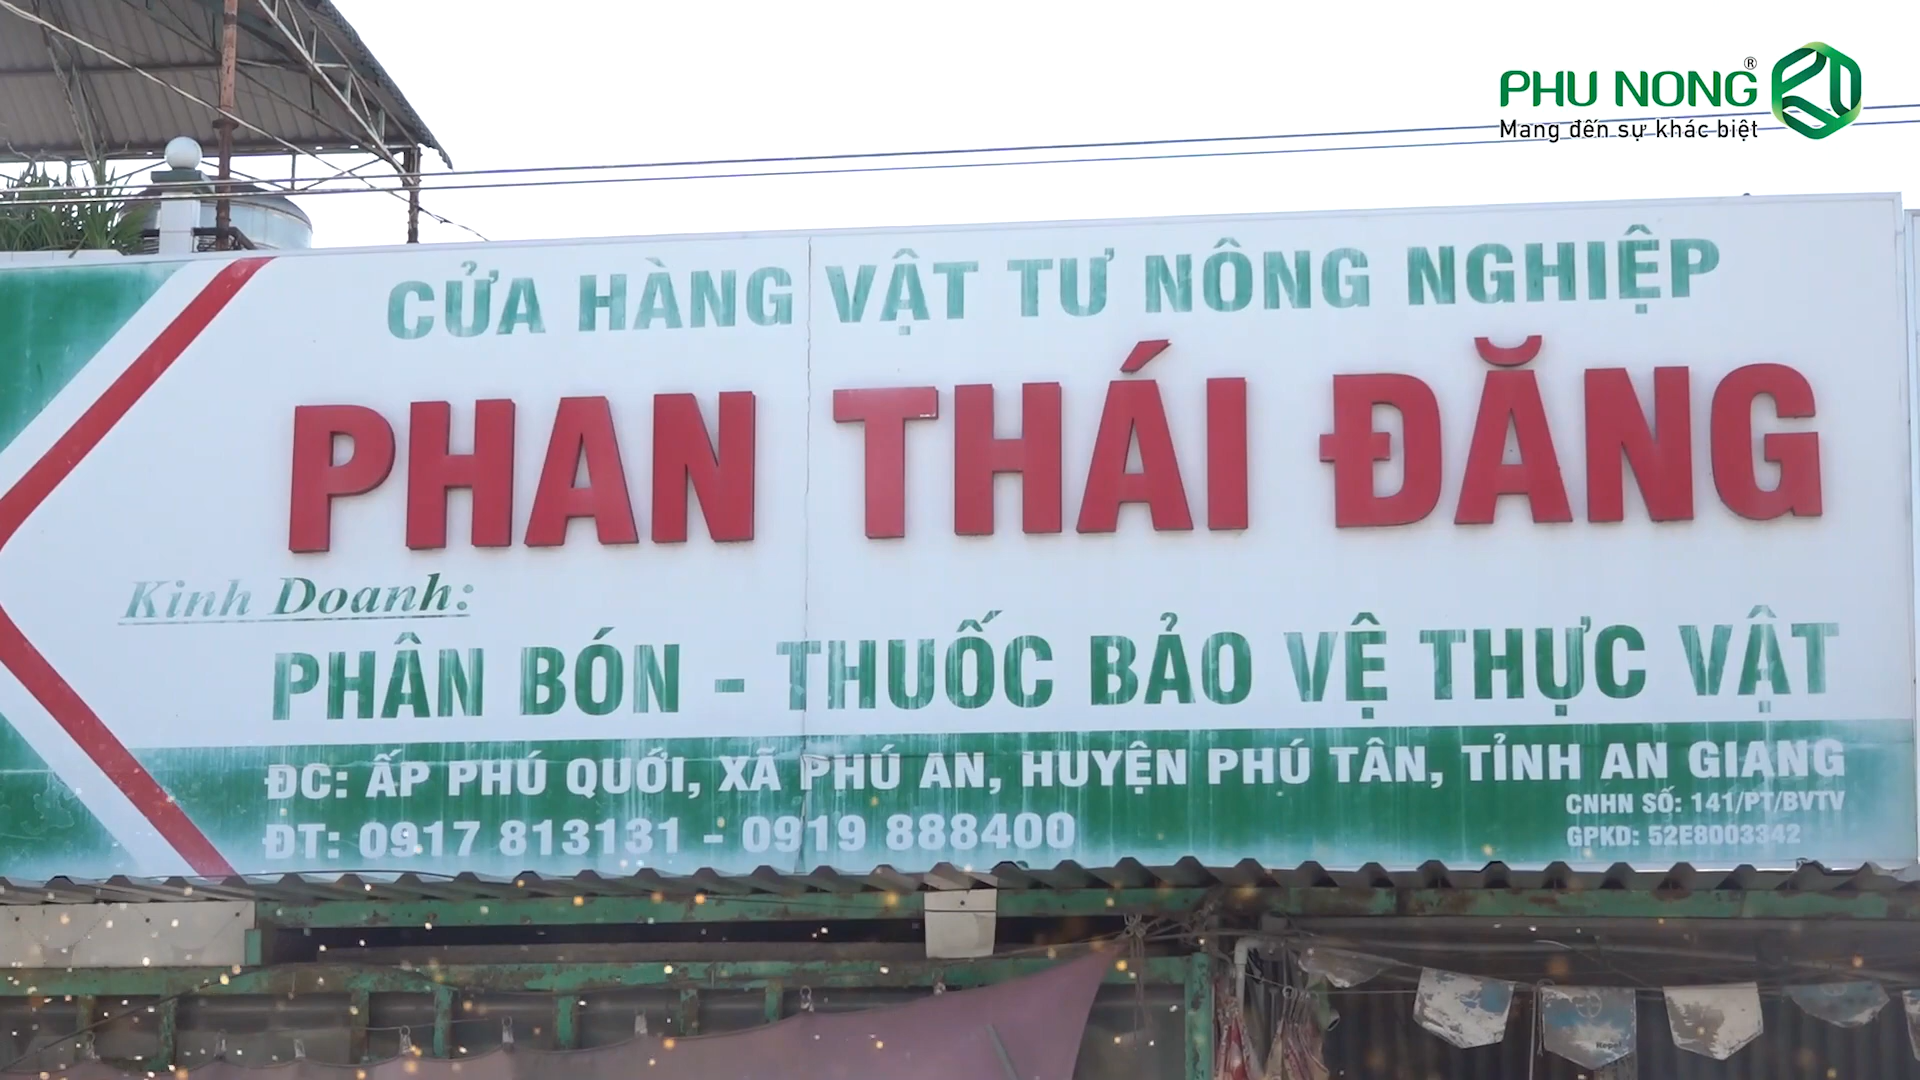 PHU NONG®
Mang đến sự khác biệt
CỬA HÀNG VẬT TƯ NÔNG NGHIỆP
PHAN THÁI ĐĂNG
Kinh Doanh:
PHÂN BÓN - THUỐC BẢO VỆ THỰC VẬT
ĐC: ẤP PHÚ QUỚI, XÃ PHÚ AN, HUYỆN PHÚ TÂN, TỈNH AN GIANG
CNHN SỐ: 141/PT/BVTV
ĐT: 0917 813131 - 0919 888400
GPKD: 52E8003342